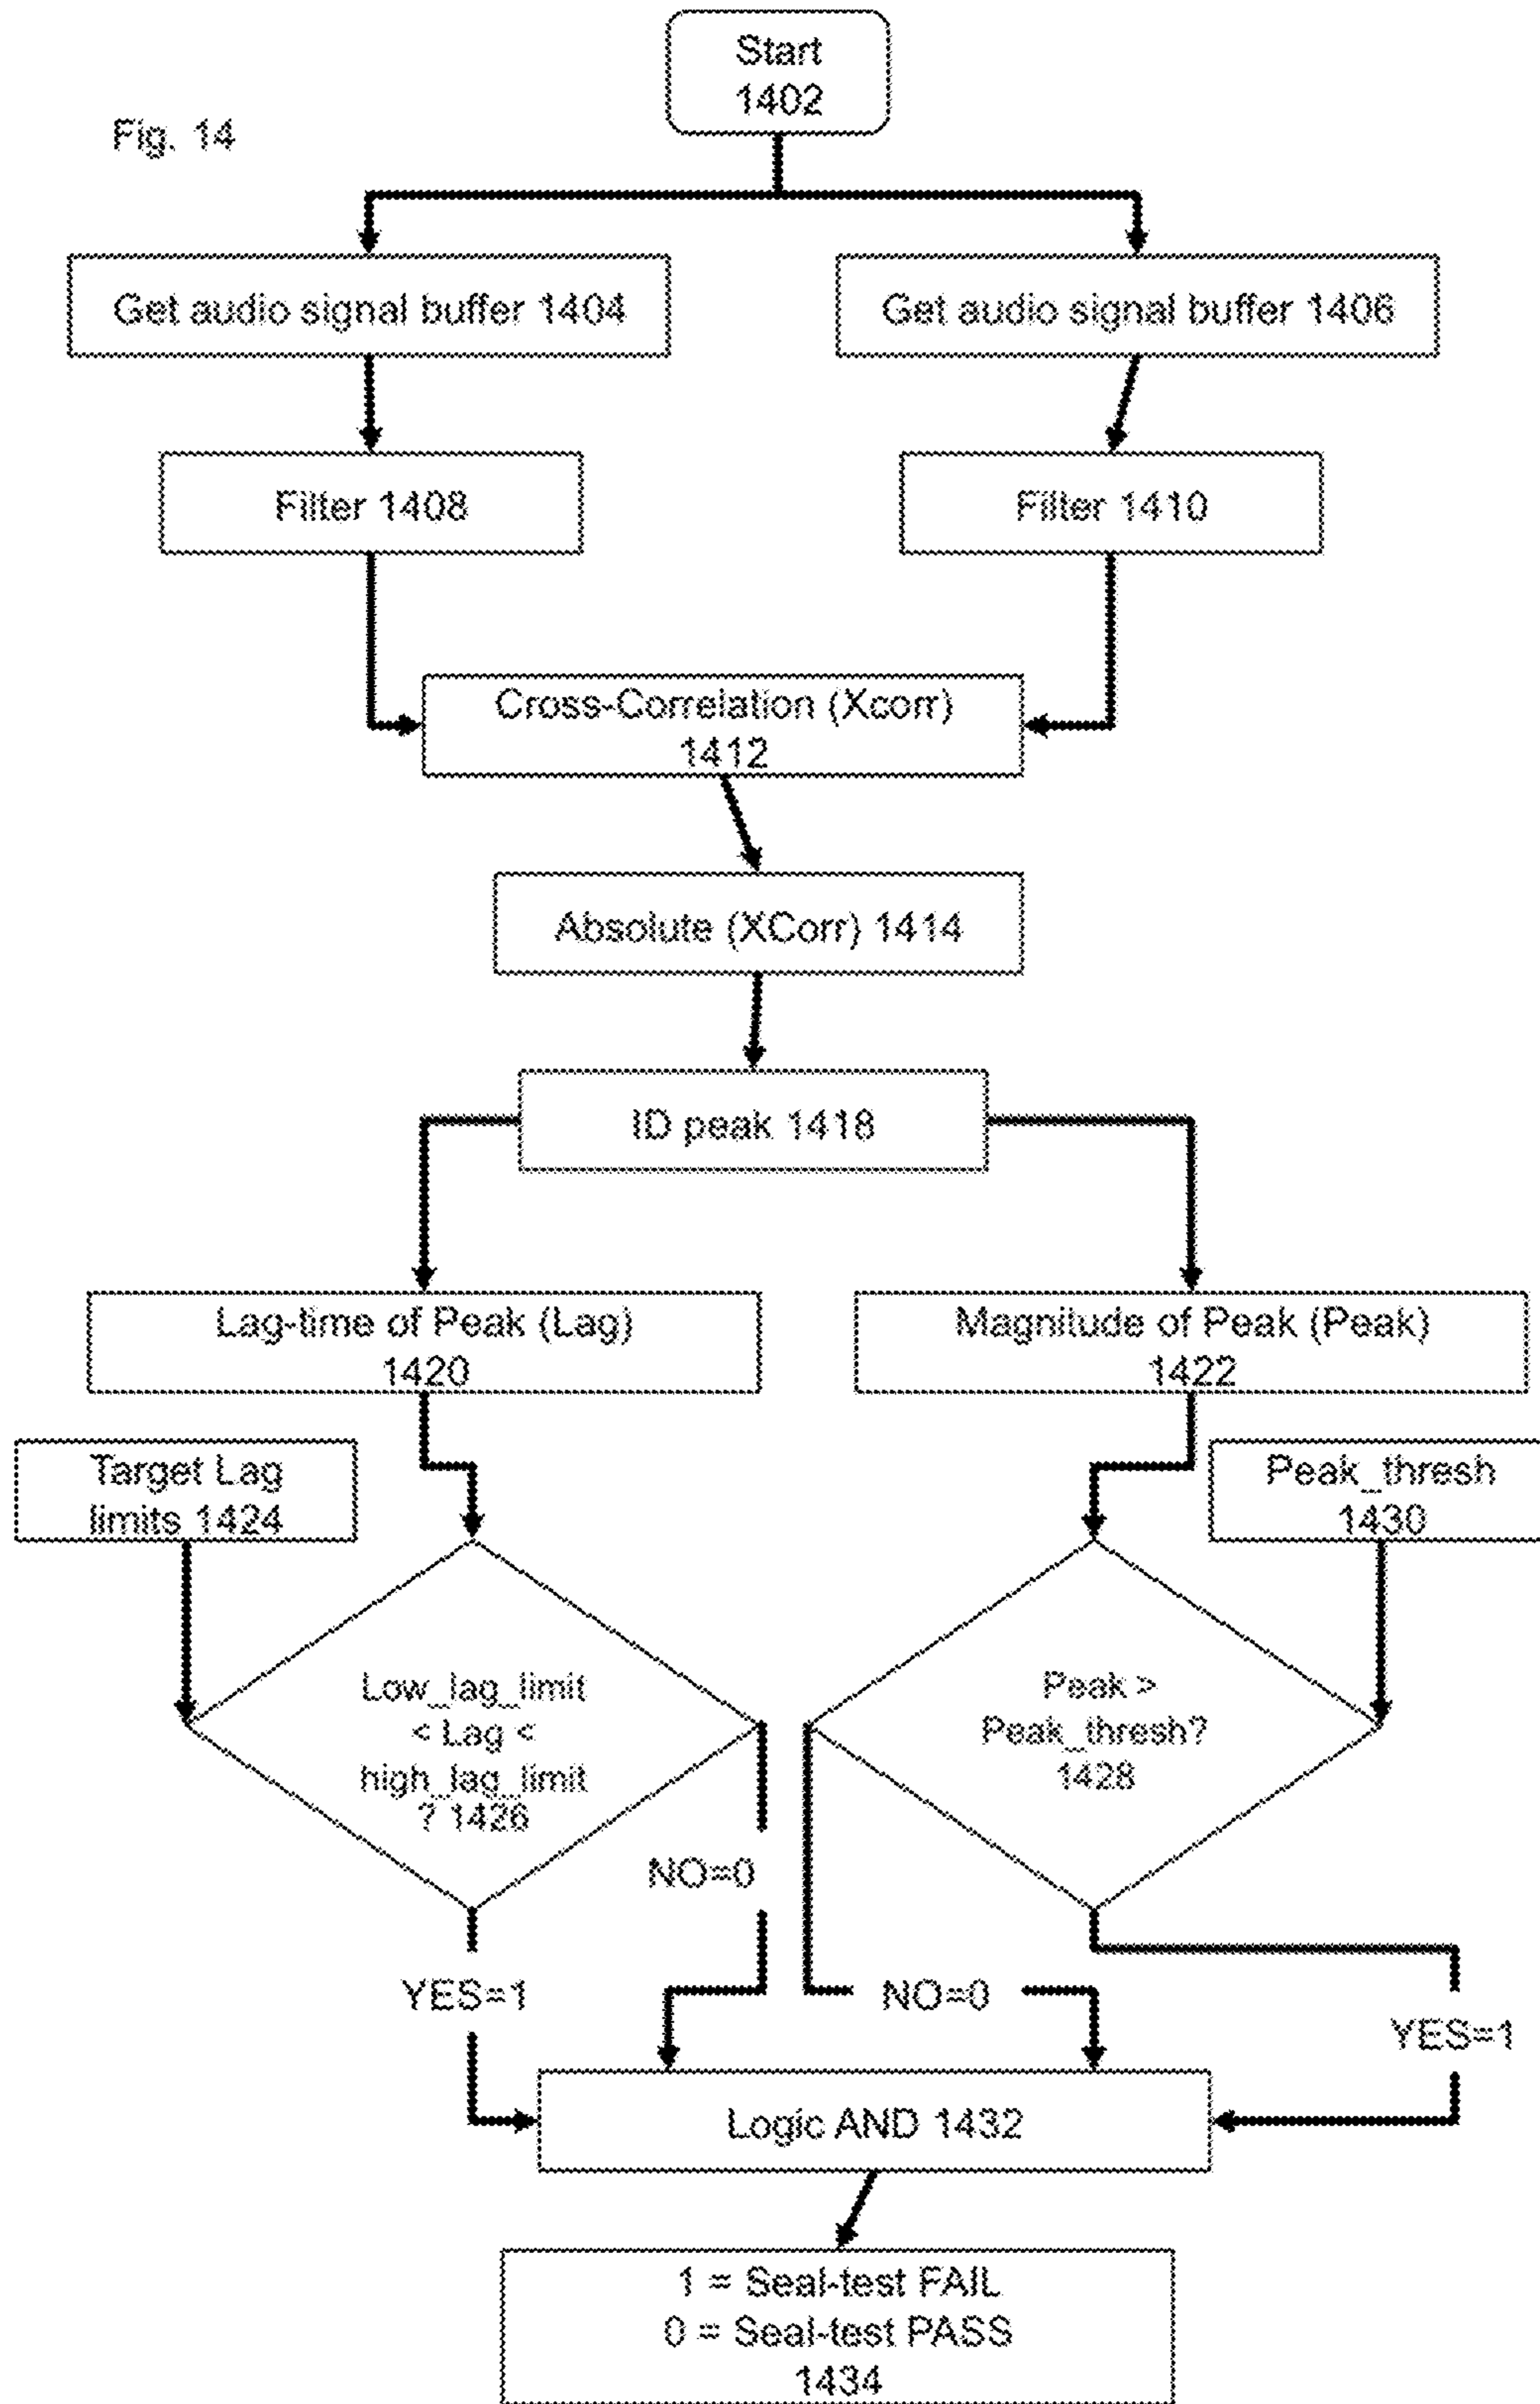 Start
1402
Fig. 14
Get audio signal buffer 1404
Get audio signal buffer 1406
Filter 1408
Filter 1410
Cross-Correlation (Xcorr)
1412
Absolute (XCorr) 1414
ID peak 1418
Lag-time of Peak (Lag)
1420
Magnitude of Peak (Peak)
1422
Target Lag
limits 1424
Peak_thresh
1430
Low_lag_limit
< Lag <
high_lag_limit
? 1426
Peak >
Peak_thresh?
1428
NO=0
YES=1
NO=0
YES=1
Logic AND 1432
1 = Seal-test FAIL
0 = Seal-test PASS
1434